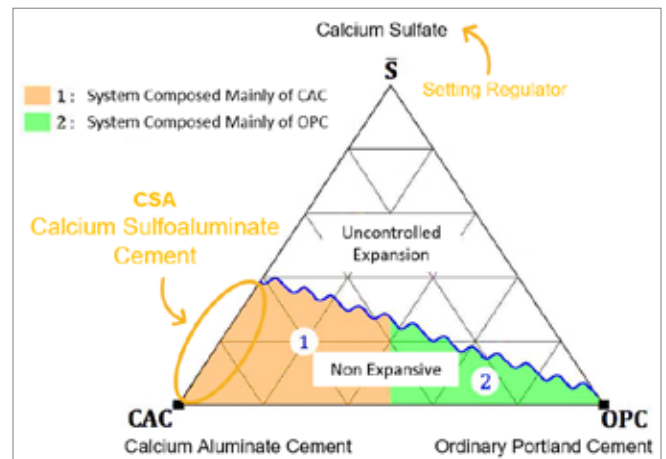 Calcium Sulfate
S̄
Setting Regulator
1 : System Composed Mainly of CAC
2 : System Composed Mainly of OPC
CSA
Calcium Sulfoaluminate
Cement
Uncontrolled
Expansion
1
Non Expansive
2
CAC
OPC
Calcium Aluminate Cement
Ordinary Portland Cement